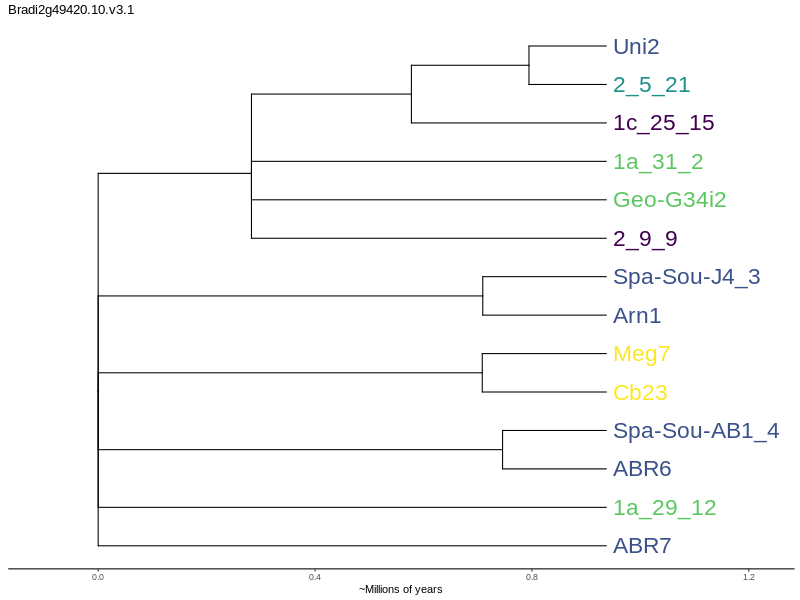 Bradi2g49420.10.v3.1
Uni2
2_5_21
1c_25_15
1a_31_2
Geo-G34i2
2_9_9
Spa-Sou-J4_3
Arn1
Meg7
Cb23
Spa-Sou-AB1_4
ABR6
1a_29_12
ABR7
0.0 0.4 0.8 1.2
~Millions of years